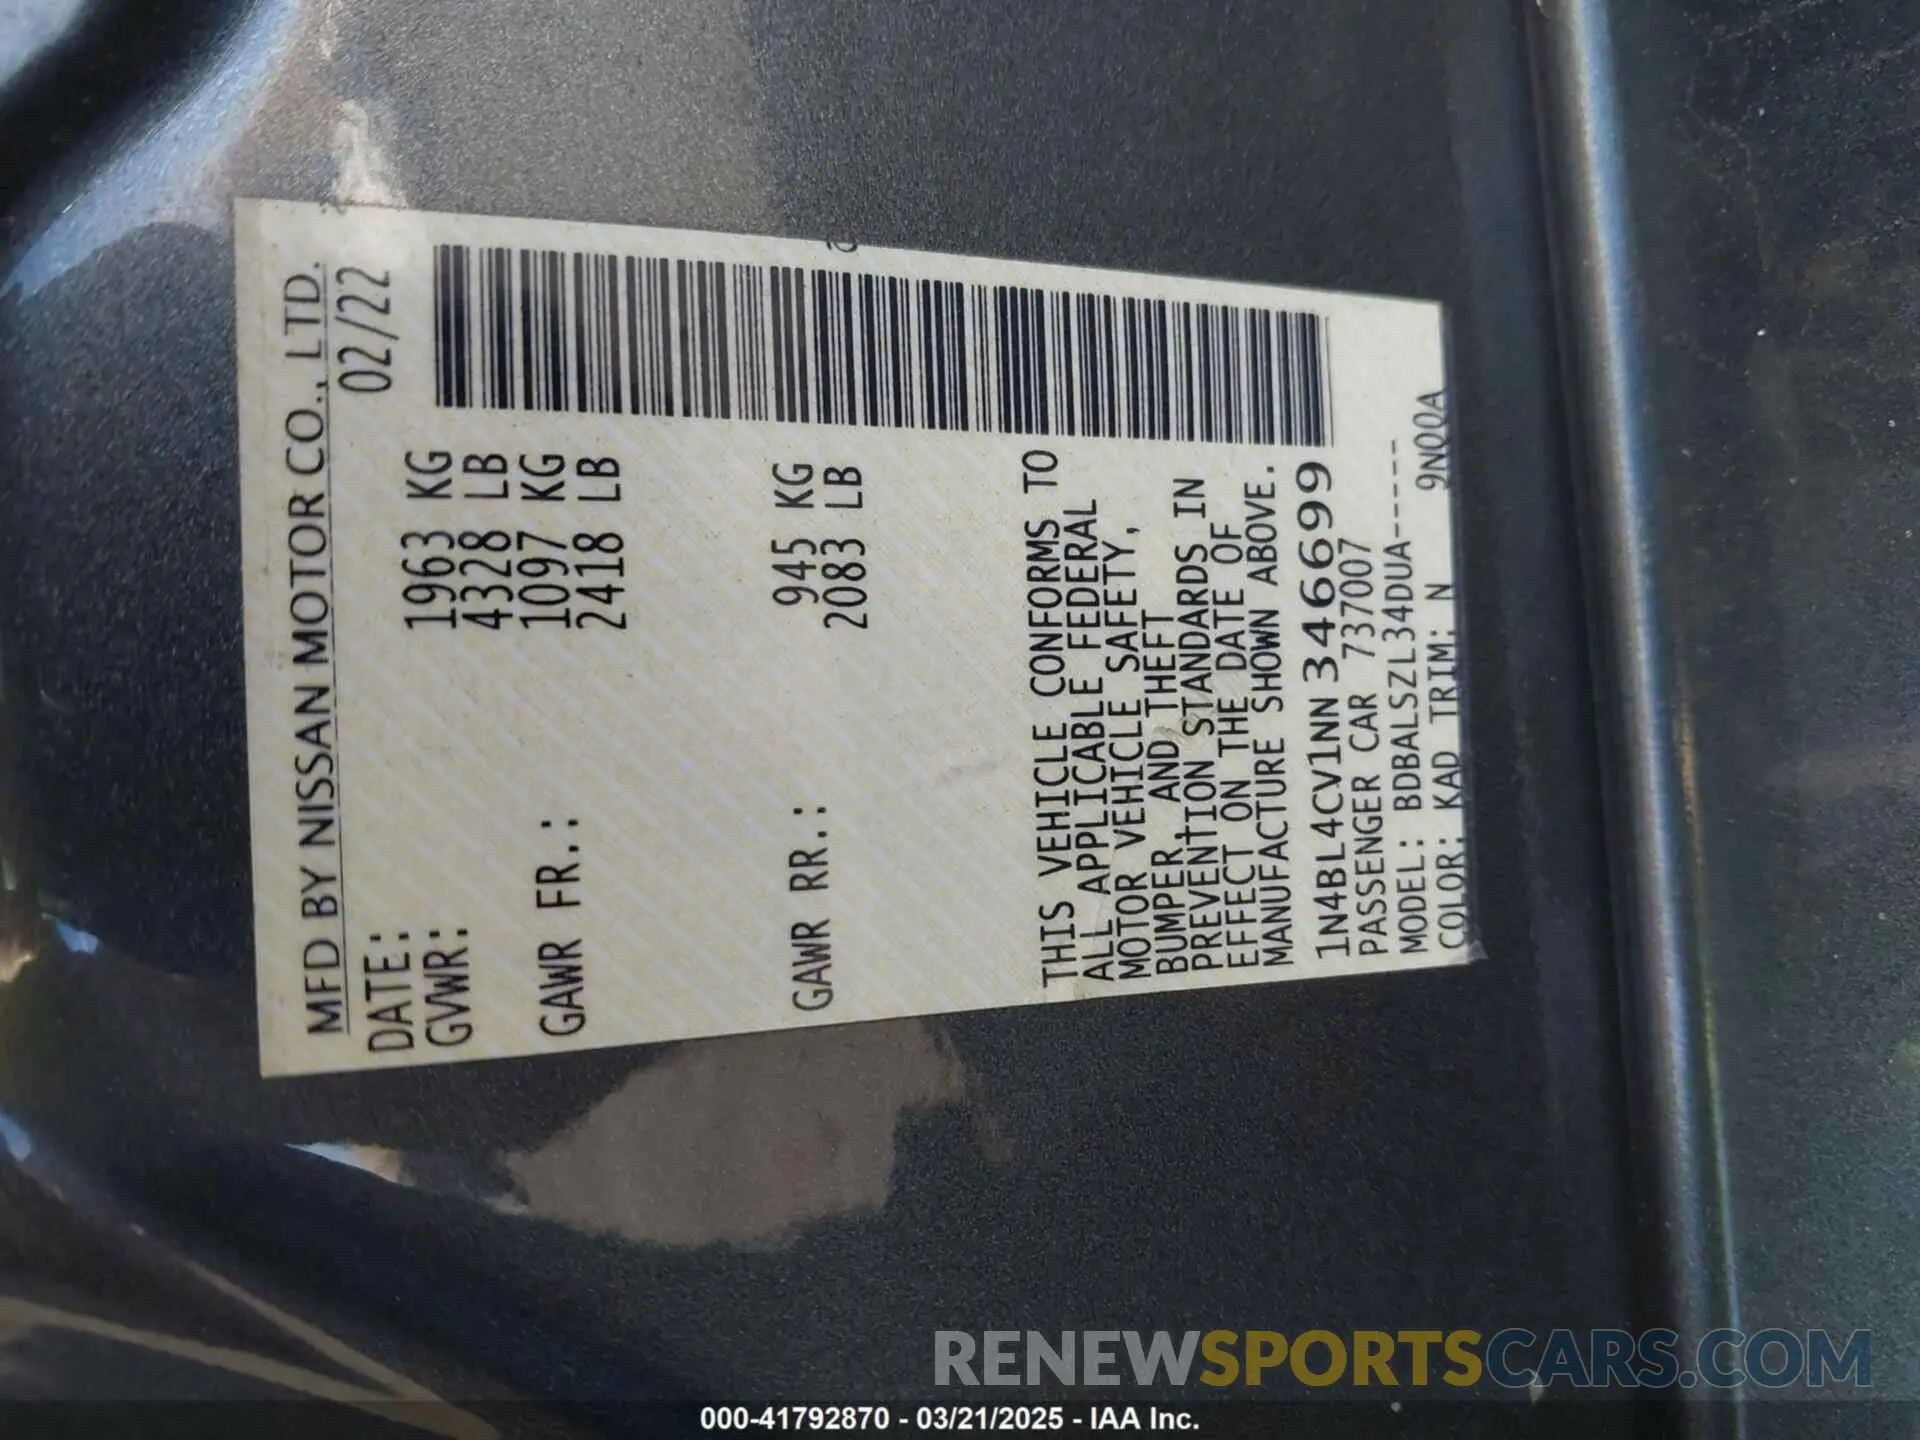 MFD BY NISSAN MOTOR CO., LTD.
DATE: 02/22
GVWR: 1963 KG
4328 LB
GAWR FR.: 1097 KG
2418 LB
GAWR RR.: 945 KG
2083 LB
THIS VEHICLE CONFORMS TO
ALL APPLICABLE FEDERAL
MOTOR VEHICLE SAFETY,
BUMPER, AND THEFT
PREVENTION STANDARDS IN
EFFECT ON THE DATE OF
MANUFACTURE SHOWN ABOVE.
1N4BL4CV1NN346699
PASSENGER CAR 737007
MODEL: BDBALSZL34DUA-----
COLOR: KAD TRIM: N 9NQ0A
RENEWSPORTSCARS.COM
000-41792870 - 03/21/2025 - IAA Inc.